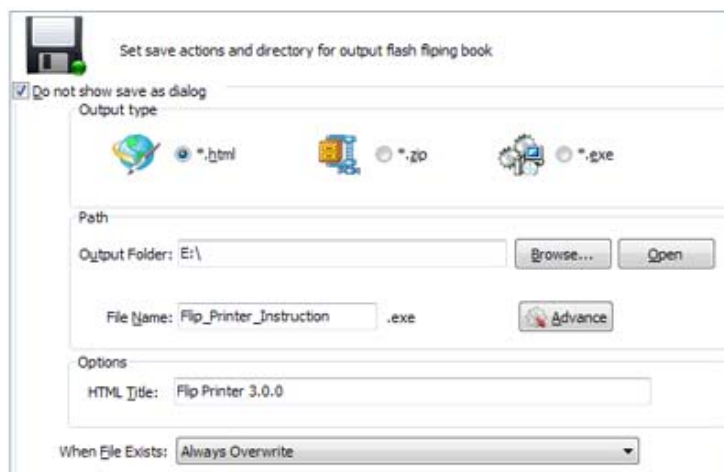 Set save actions and directory for output flash fliping book
Do not show save as dialog
Output type
*.html
*.zip
*.exe
Path
Output Folder: E:\ Browse... Open
File Name: Flip_Printer_Instruction .exe Advance
Options
HTML Title: Flip Printer 3.0.0
When File Exists: Always Overwrite